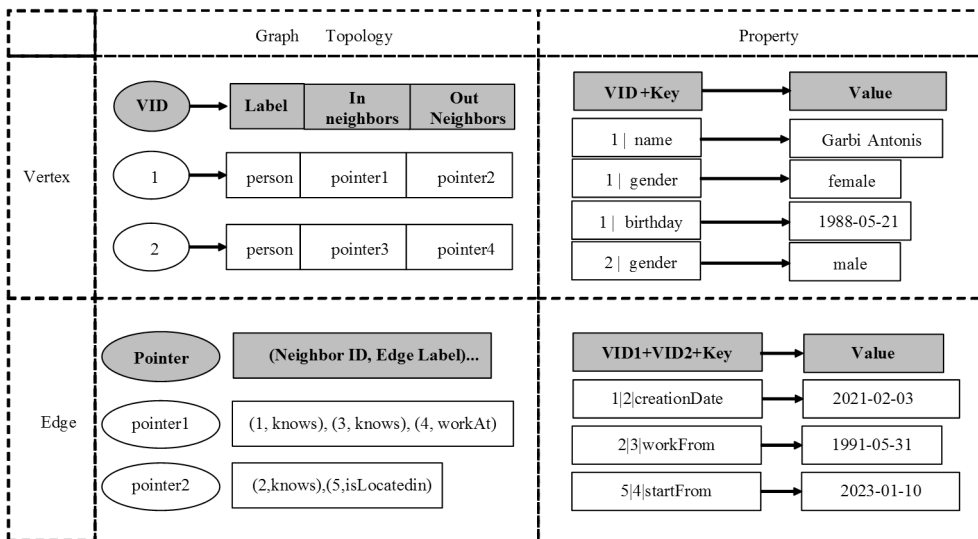 Graph Topology
Property
Vertex
VID
Label
In neighbors
Out Neighbors
1
person
pointer1
pointer2
2
person
pointer3
pointer4
VID+Key
Value
1| name
Garbi Antonis
1| gender
female
1| birthday
1988-05-21
2| gender
male
Edge
Pointer
(Neighbor ID, Edge Label)...
pointer1
(1, knows), (3, knows), (4, workAt)
pointer2
(2,knows),(5,isLocatedin)
VID1+VID2+Key
Value
1|2|creationDate
2021-02-03
2|3|workFrom
1991-05-31
5|4|startFrom
2023-01-10